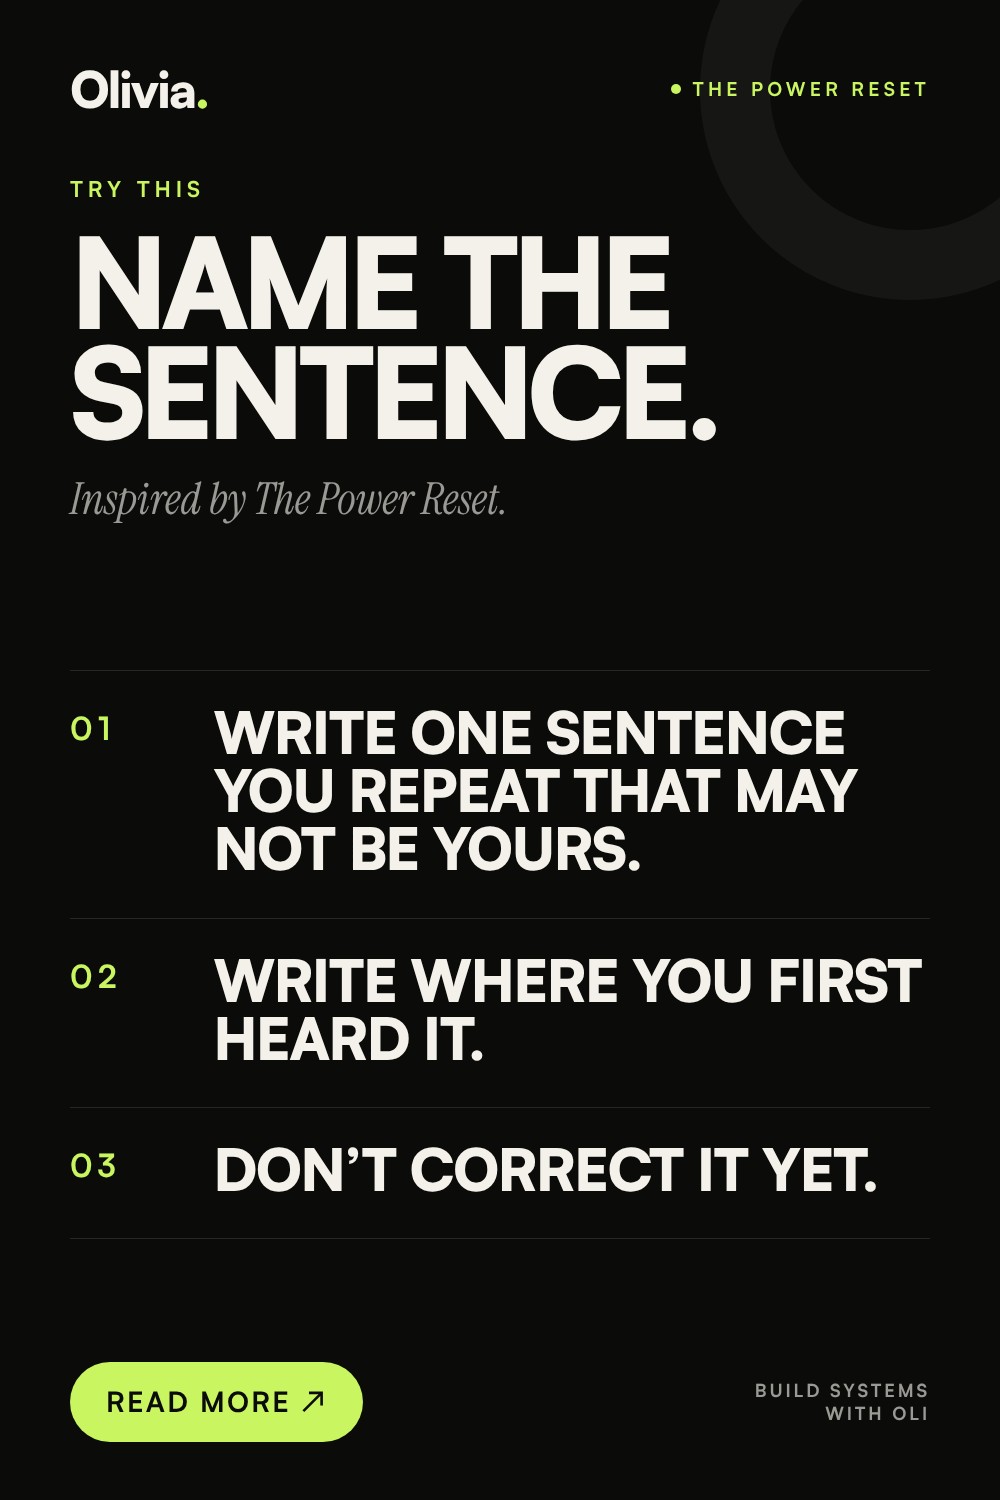 Olivia.
THE POWER RESET
TRY THIS
NAME THE
SENTENCE.
Inspired by The Power Reset.
01
WRITE ONE SENTENCE
YOU REPEAT THAT MAY
NOT BE YOURS.
02
WRITE WHERE YOU FIRST
HEARD IT.
03
DON’T CORRECT IT YET.
READ MORE ↗
BUILD SYSTEMS
WITH OLI